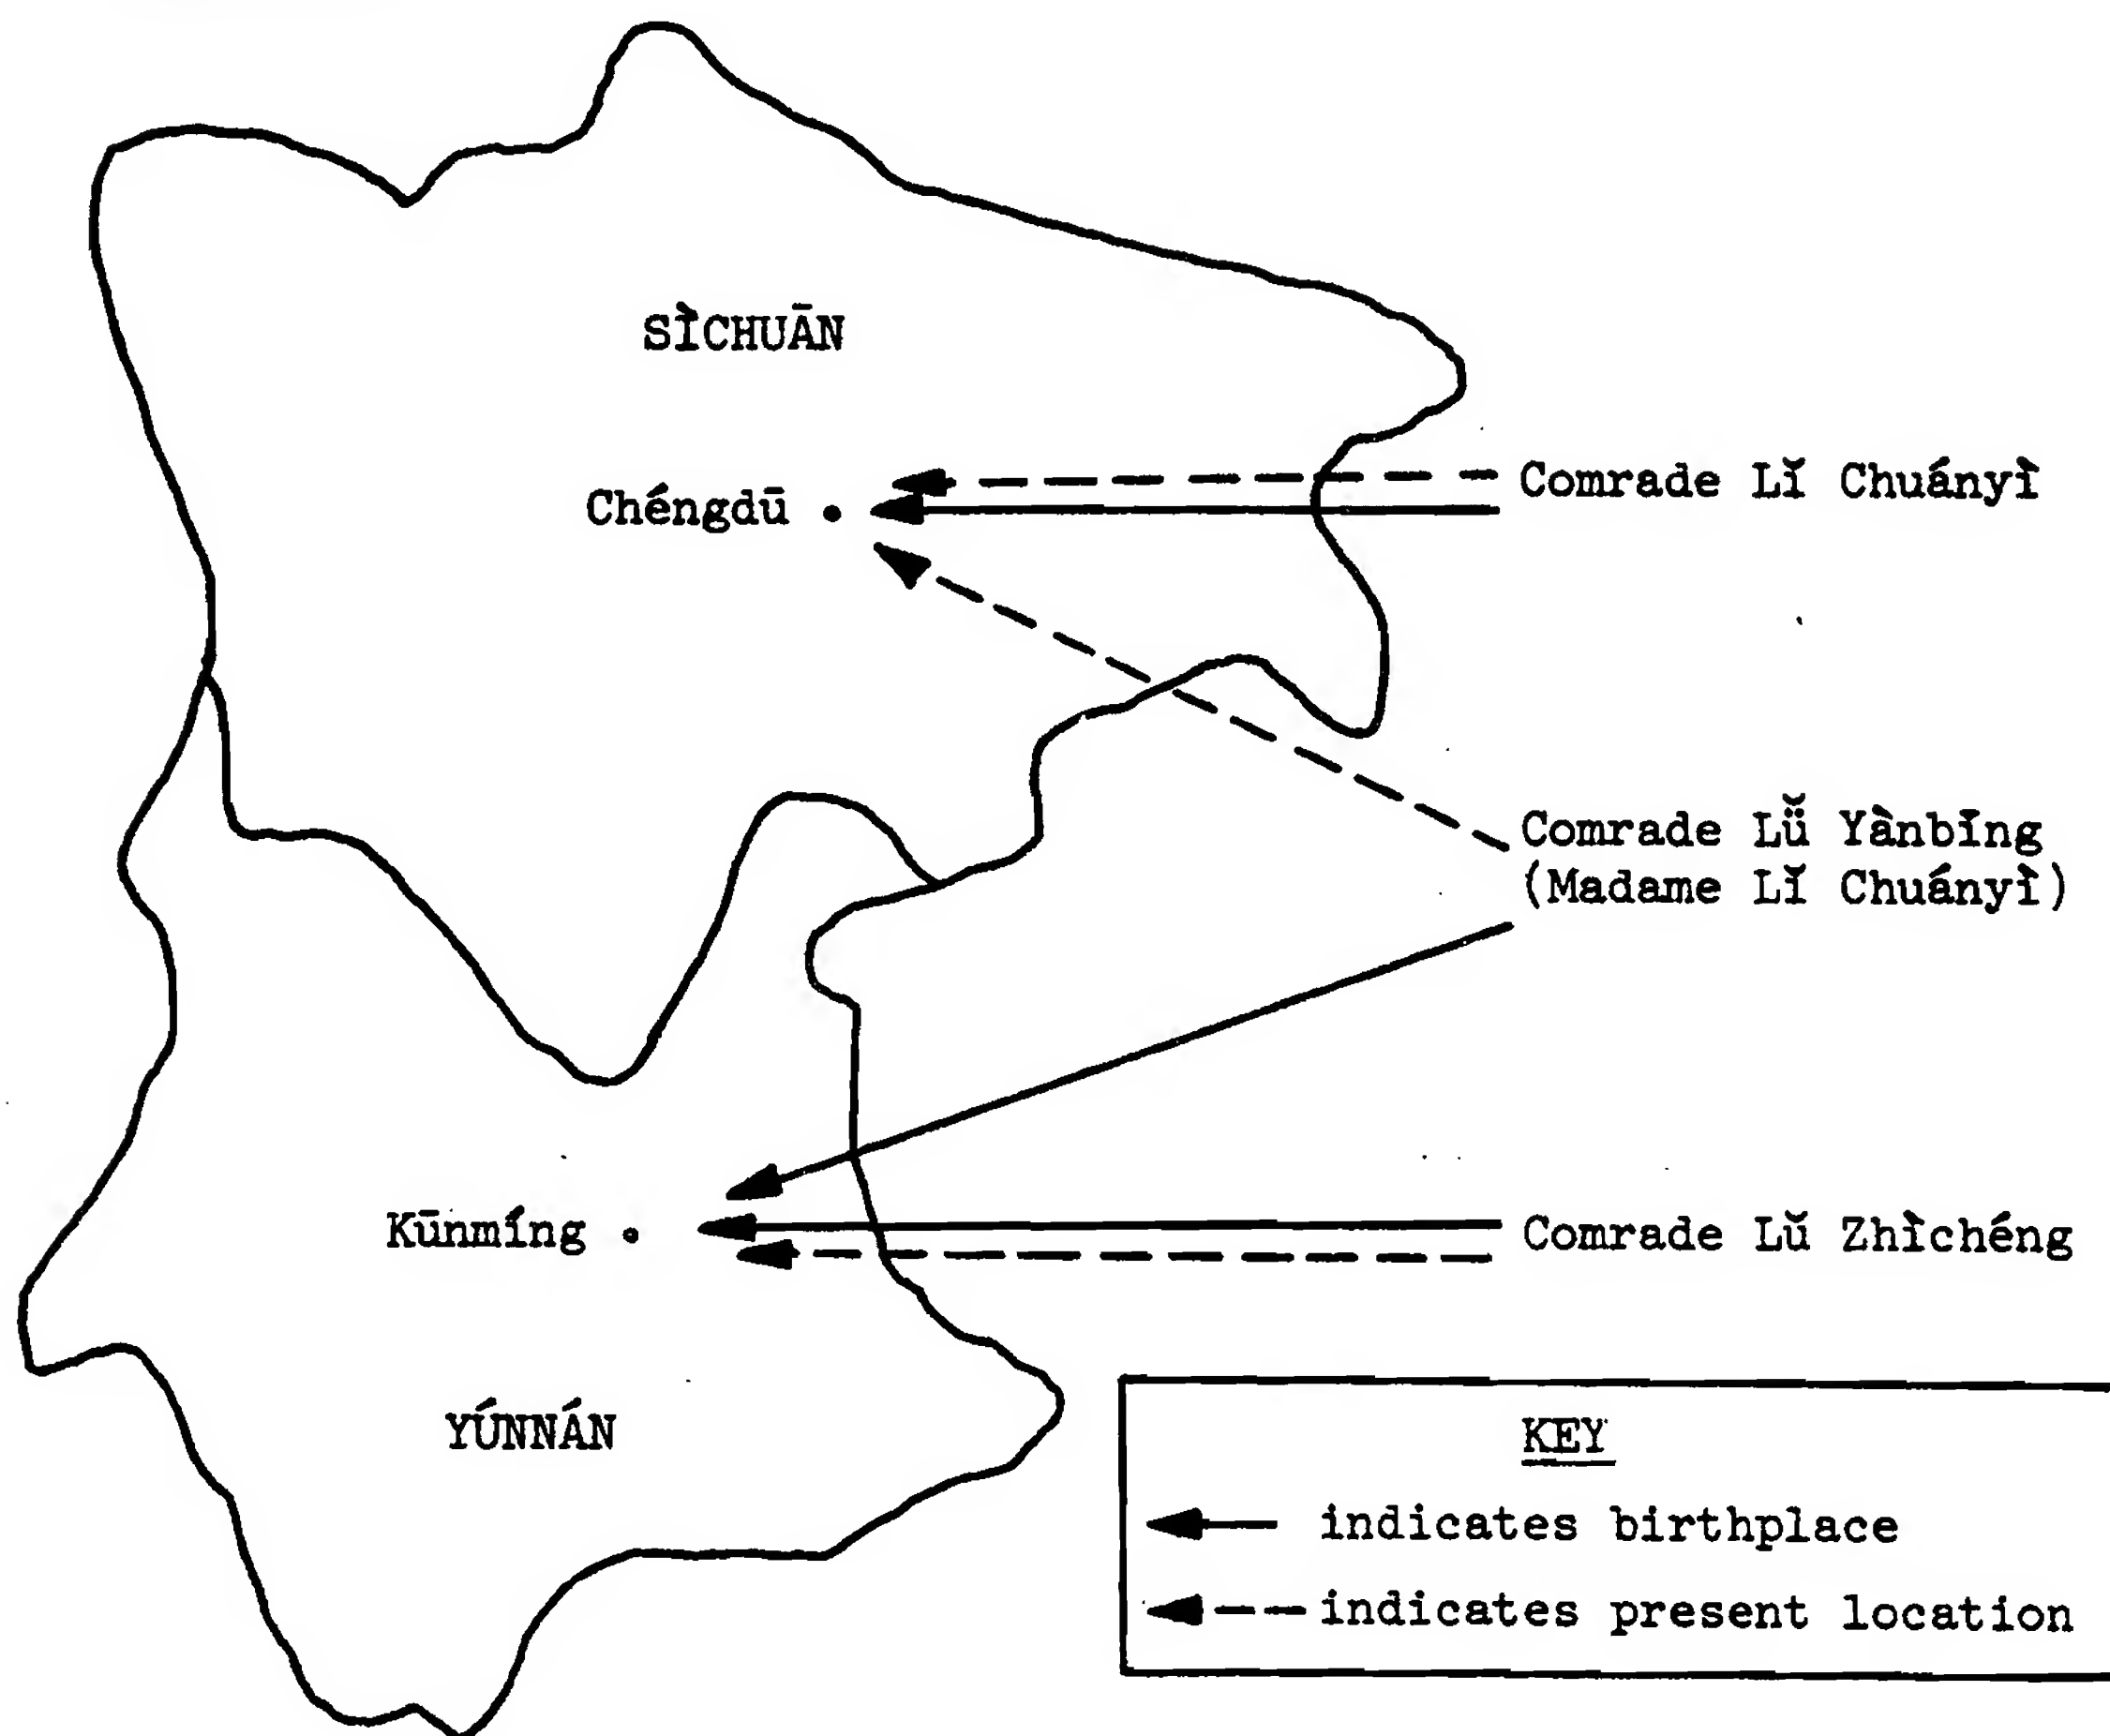 SÌCHUĀN
Chéngdū
Comrade Lǐ Chuányì
Comrade Lǚ Yànbīng
(Madame Lǐ Chuányì)
Kūnmíng
Comrade Lǔ Zhìchéng
YÚNNÁN
KEY
indicates birthplace
indicates present location